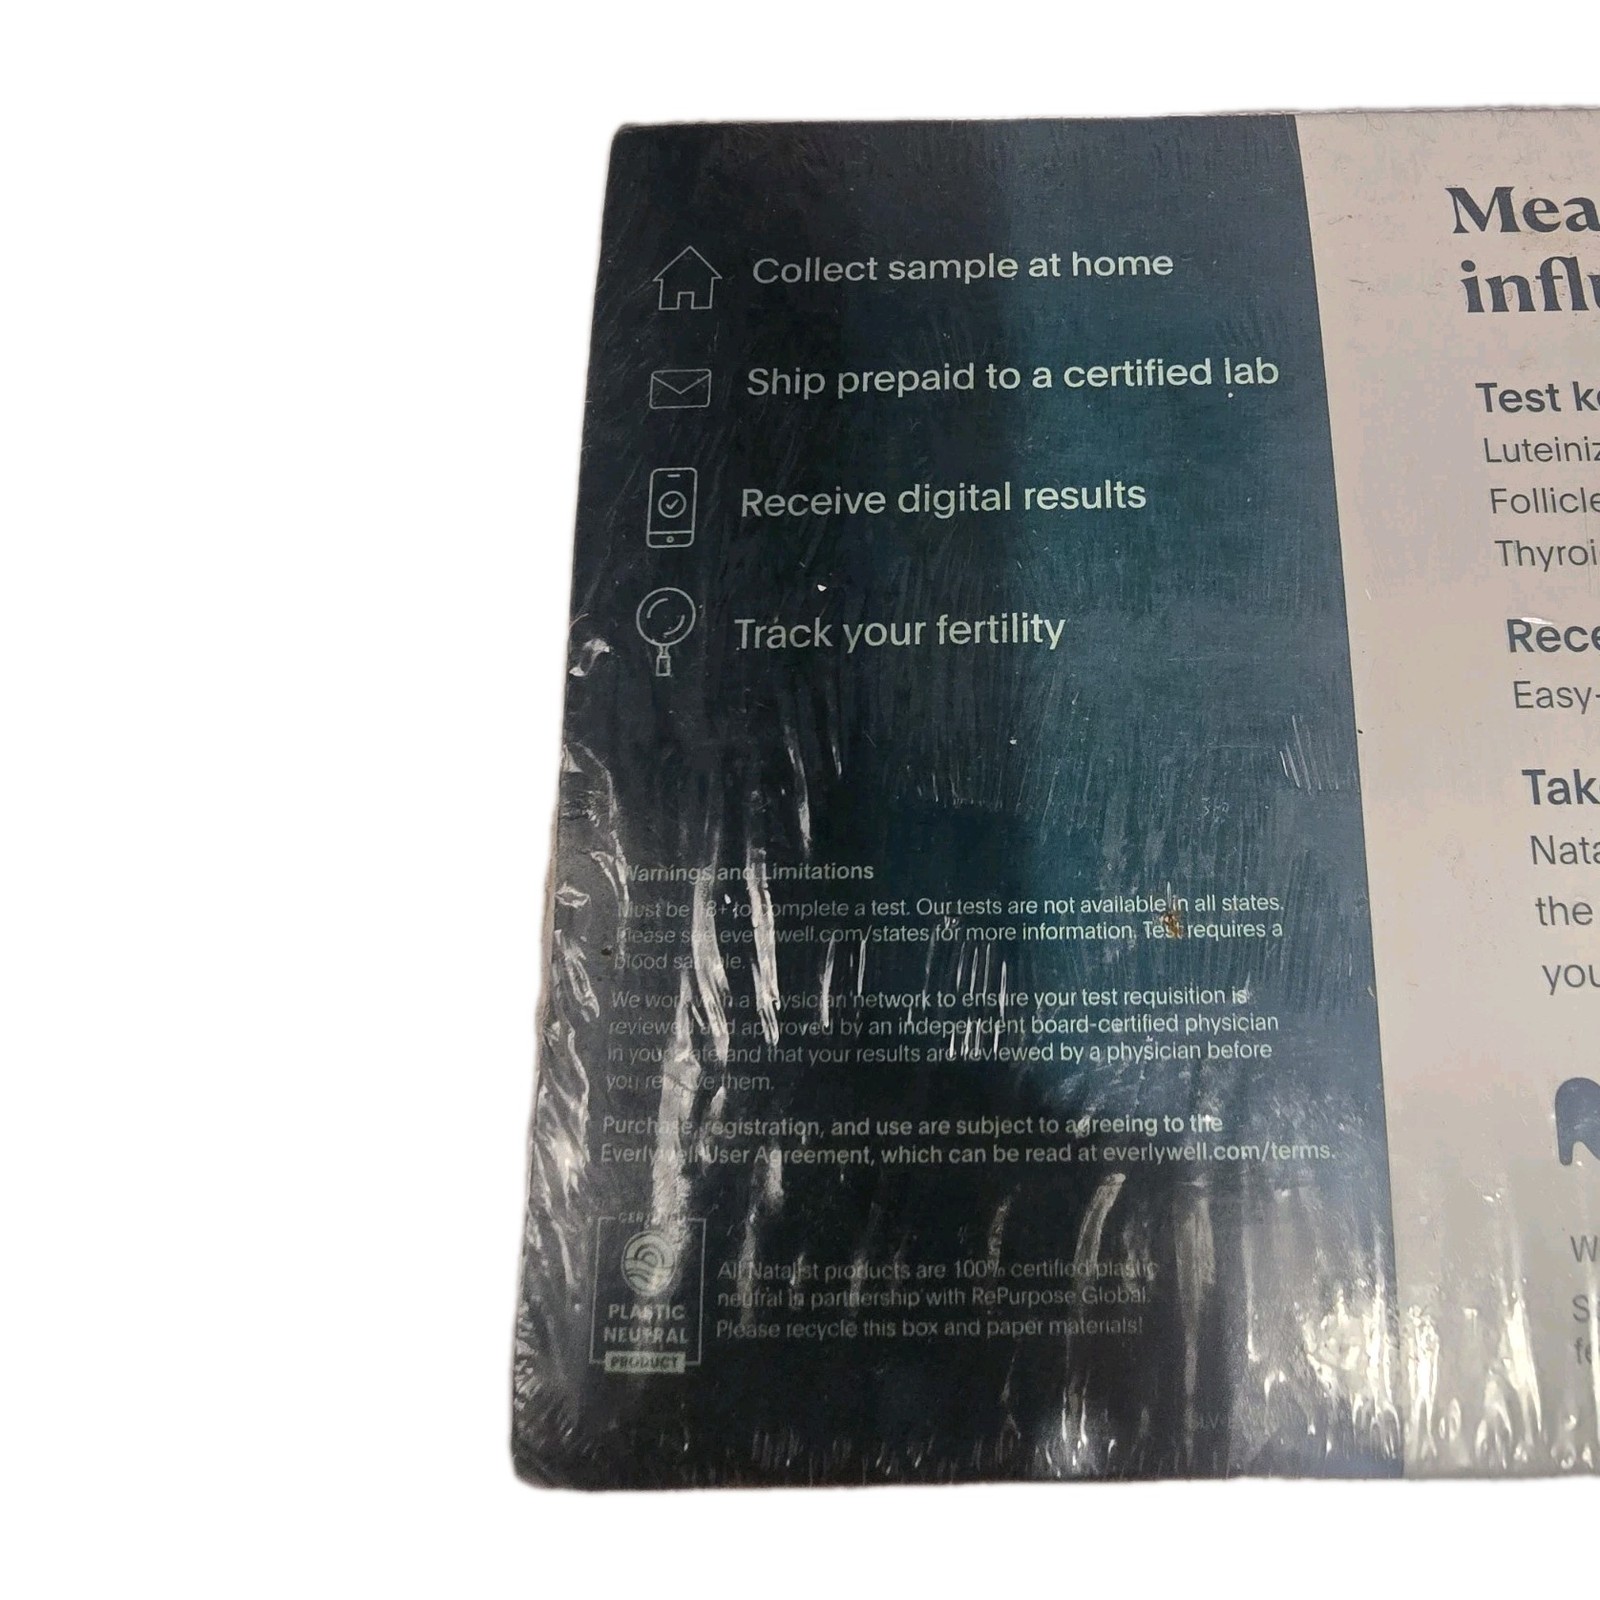 Collect sample at home
Ship prepaid to a certified lab
Receive digital results
Track your fertility
Warnings and Limitations
Must be 18+ to complete a test. Our tests are not available in all states.
Please see everlywell.com/states for more information. Test requires a
blood sample.
We work with a physician network to ensure your test requisition is
reviewed and approved by an independent board-certified physician
in your state and that your results are reviewed by a physician before
you receive them.
Purchase, registration, and use are subject to agreeing to the
Everlywell User Agreement, which can be read at everlywell.com/terms.
CERTIFIED
PLASTIC
NEUTRAL
PRODUCT
All Natalist products are 100% certified plastic
neutral in partnership with RePurpose Global.
Please recycle this box and paper materials!
Mea
infl
Test k
Luteiniz
Follicle
Thyroi
Rece
Easy-
Tak
Nata
the
you
W
S
fe